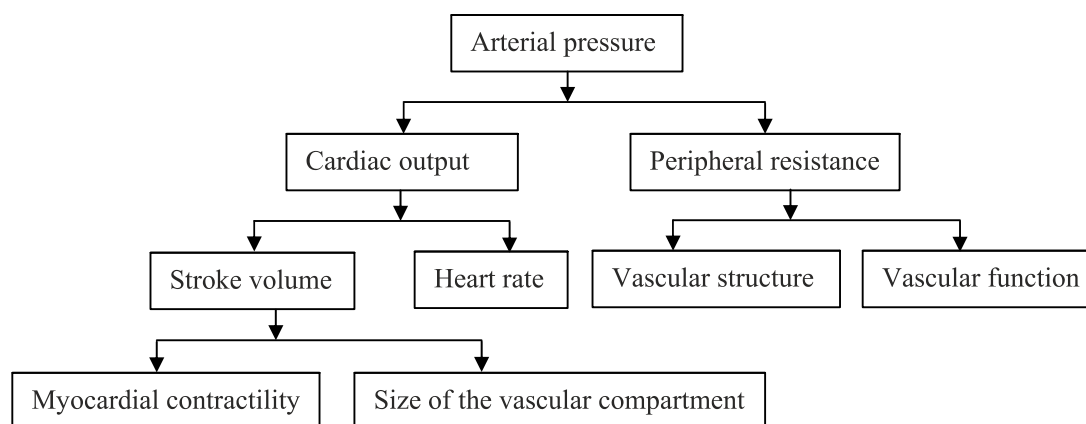 Arterial pressure
Cardiac output
Peripheral resistance
Stroke volume
Heart rate
Vascular structure
Vascular function
Myocardial contractility
Size of the vascular compartment